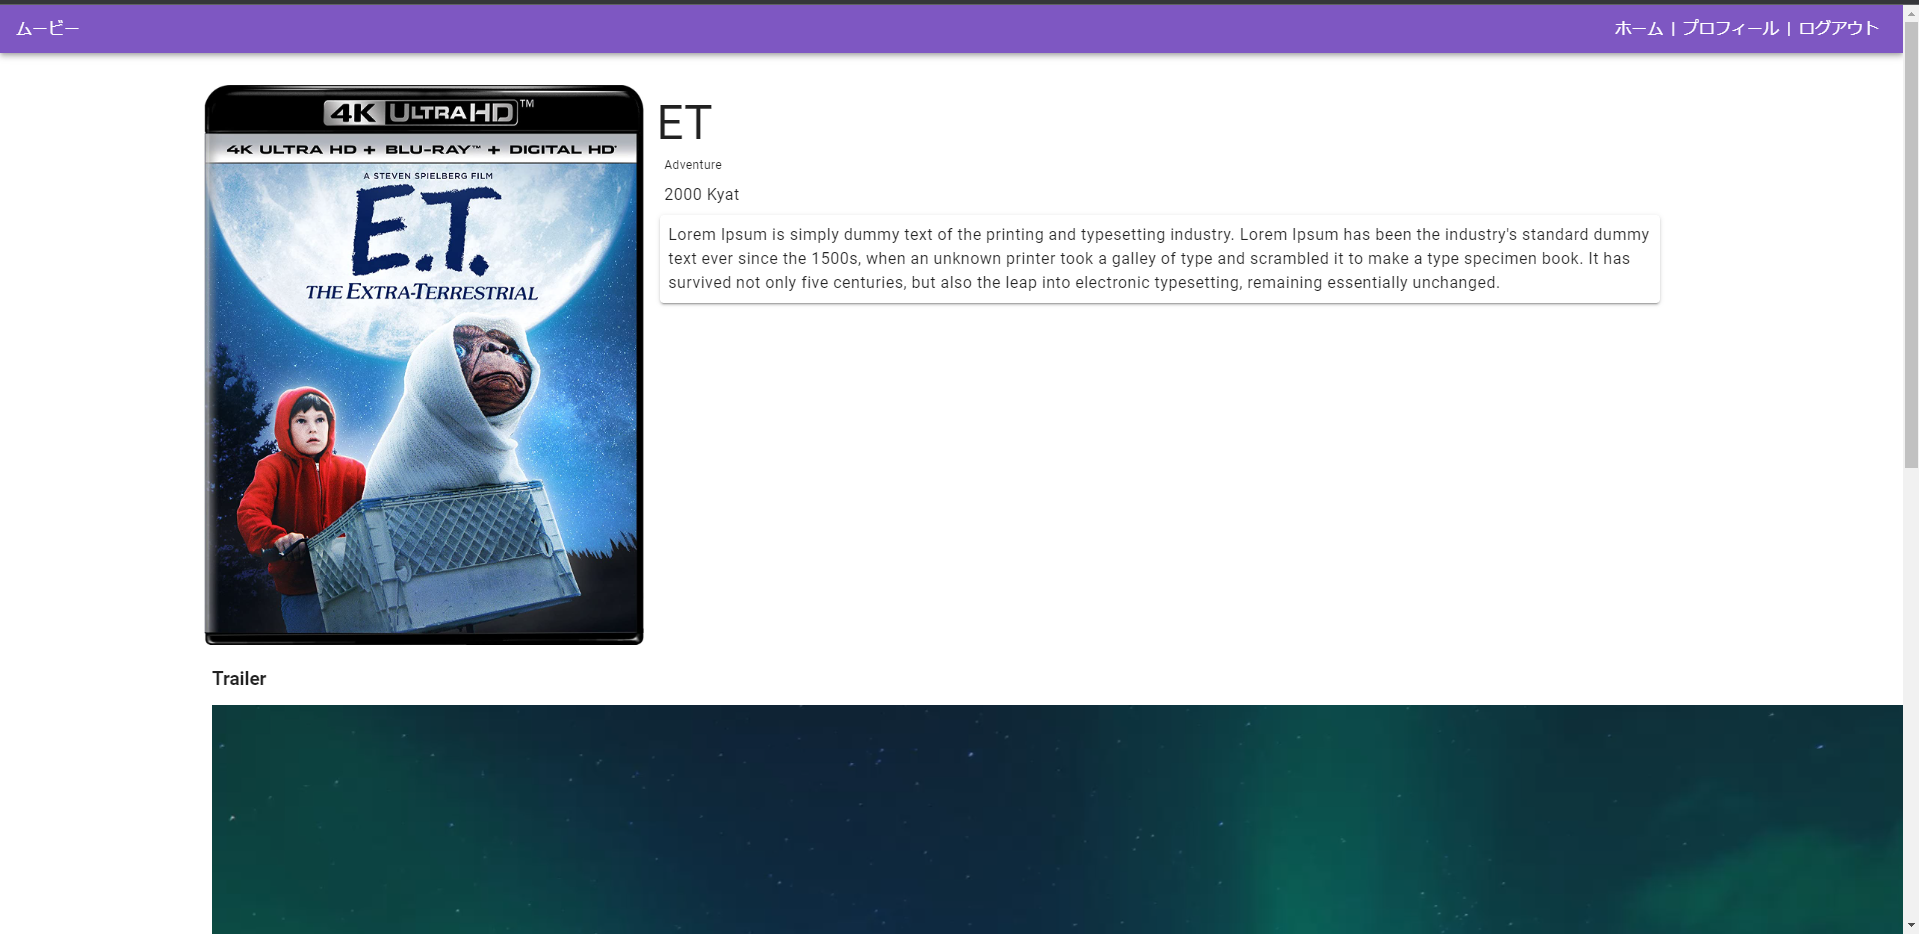 ムービー
ホーム | プロフィール | ログアウト
4K ULTRA HD™
4K ULTRA HD + BLU-RAY™ + DIGITAL HD
A STEVEN SPIELBERG FILM
E.T.
THE EXTRA-TERRESTRIAL
ET
Adventure
2000 Kyat
Lorem Ipsum is simply dummy text of the printing and typesetting industry. Lorem Ipsum has been the industry's standard dummy
text ever since the 1500s, when an unknown printer took a galley of type and scrambled it to make a type specimen book. It has
survived not only five centuries, but also the leap into electronic typesetting, remaining essentially unchanged.
Trailer